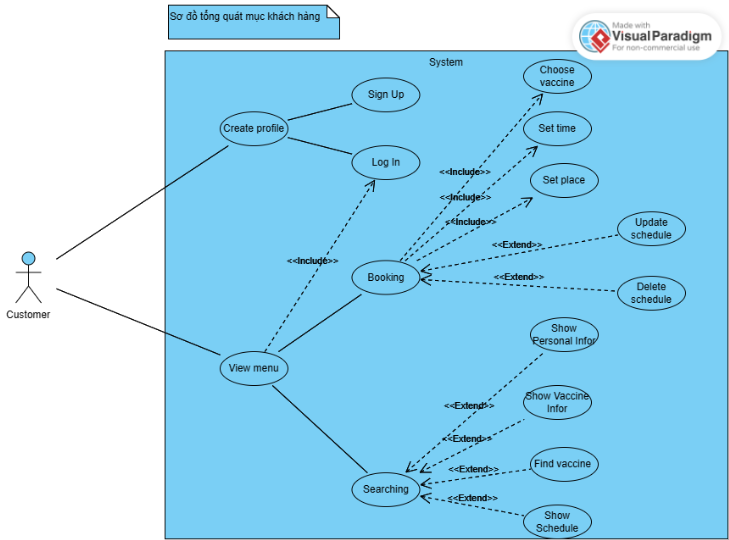 Sơ đồ tổng quát mục khách hàng
Made with
VisualParadigm
For non-commercial use
System
Choose
vaccine
Sign Up
Create profile
Set time
Log In
<<Include>>
Set place
<<Include>>
<<Include>>
Update
schedule
<<Extend>>
<<Include>>
Booking
<<Extend>>
Delete
schedule
Customer
Show
Personal Infor
View menu
<<Extend>>
Show Vaccine
Infor
<<Extend>>
Find vaccine
<<Extend>>
Searching
<<Extend>>
Show
Schedule